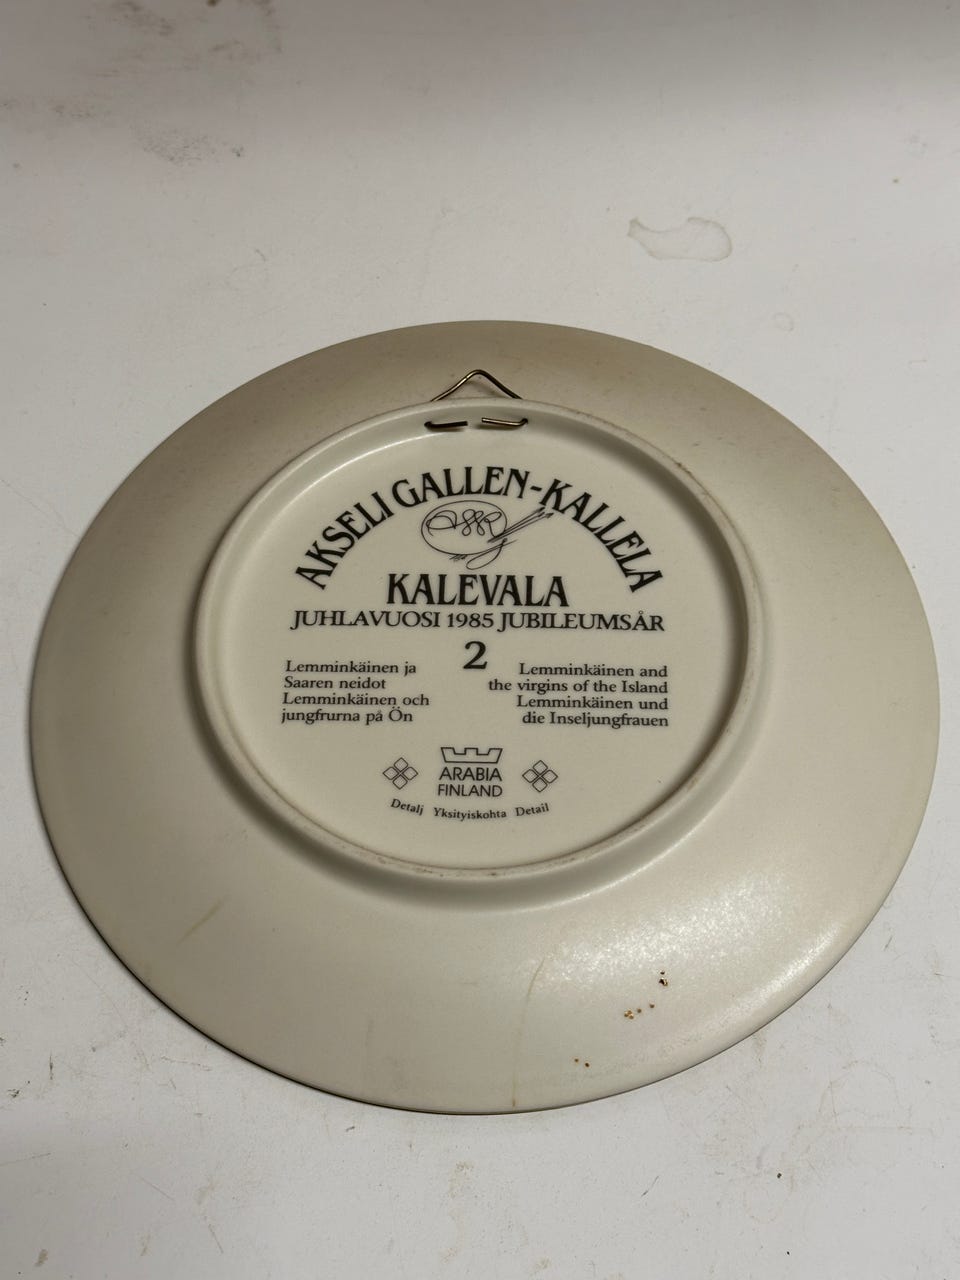 AKSELI GALLEN-KALLELA
KALEVALA
JUHLAVUOSI 1985 JUBILEUMSÅR
2
Lemminkäinen ja
Saaren neidot
Lemminkäinen och
jungfrurna på Ön
Lemminkäinen and
the virgins of the Island
Lemminkäinen und
die Inseljungfrauen
ARABIA
FINLAND
Detalj Yksityiskohta Detail